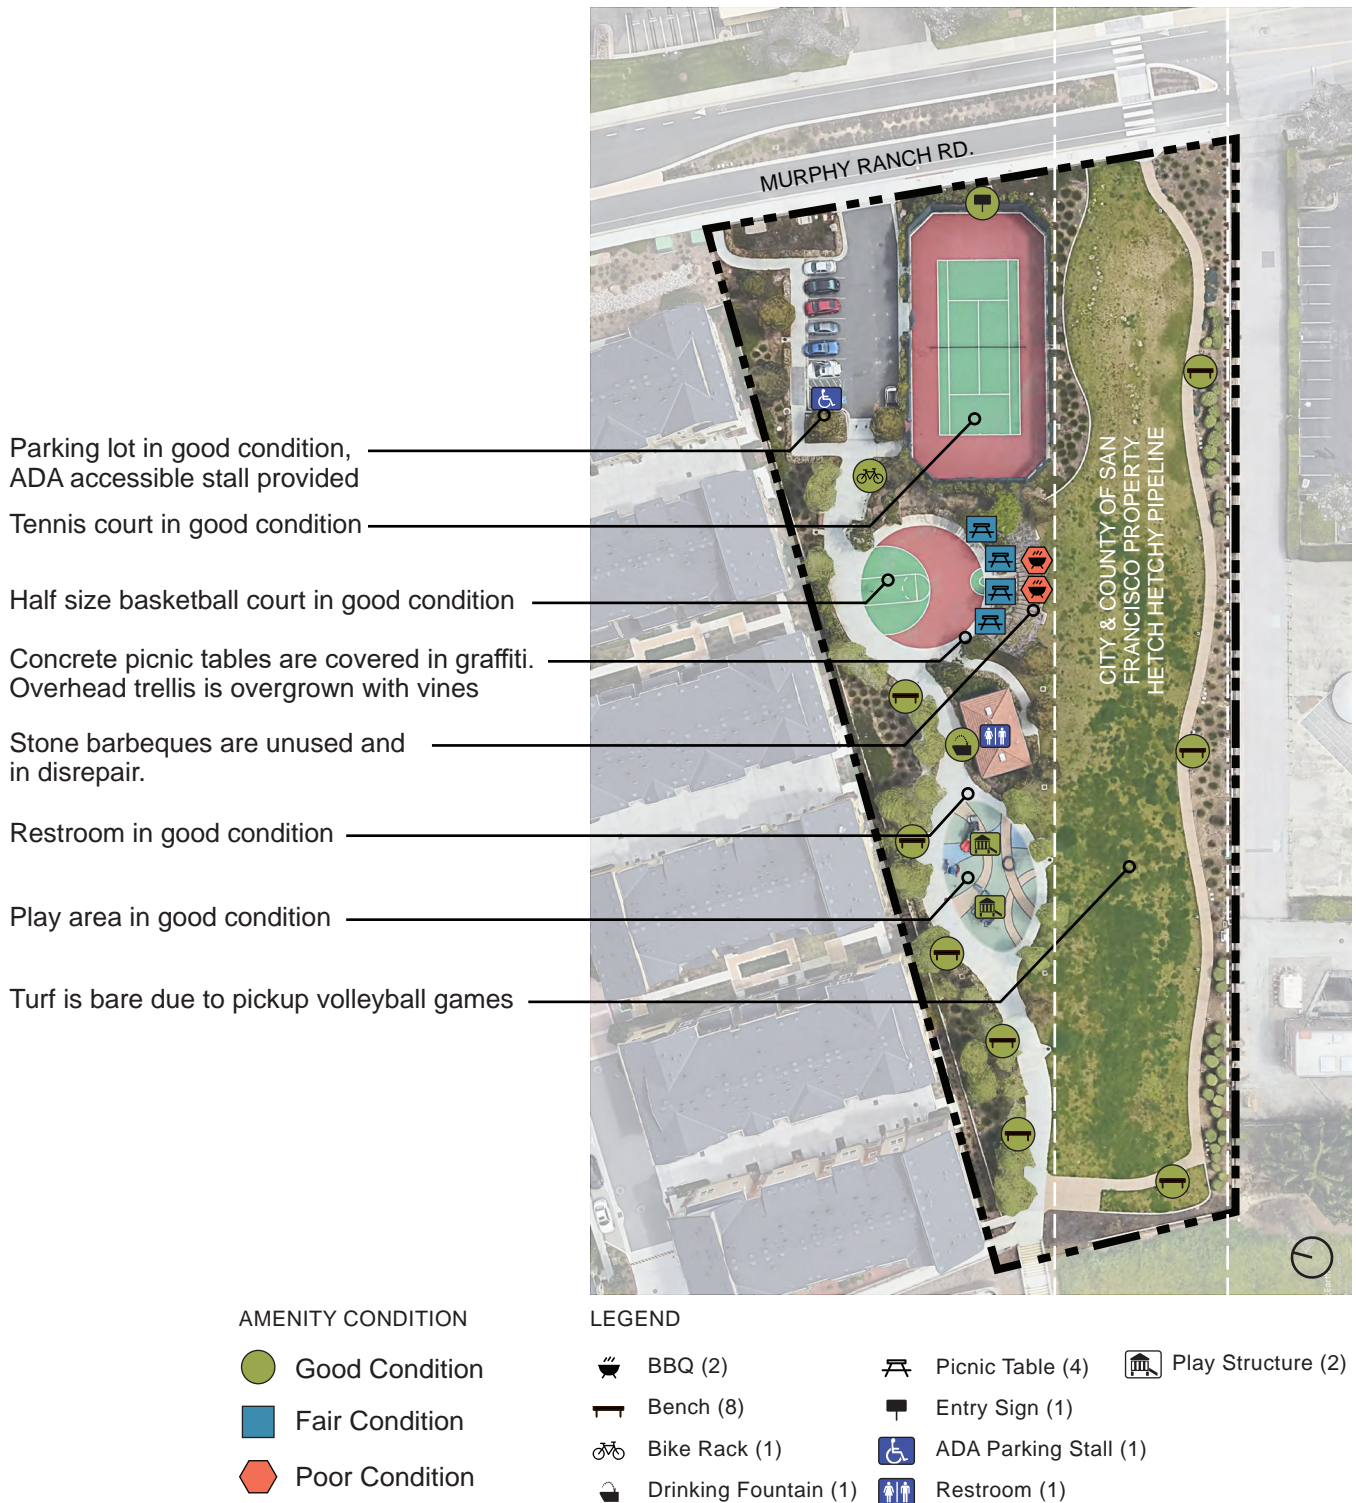 MURPHY RANCH RD.
CITY & COUNTY OF SAN
FRANCISCO PROPERTY
HETCH HETCHY PIPELINE
Parking lot in good condition,
ADA accessible stall provided
Tennis court in good condition
Half size basketball court in good condition
Concrete picnic tables are covered in graffiti.
Overhead trellis is overgrown with vines
Stone barbeques are unused and
in disrepair.
Restroom in good condition
Play area in good condition
Turf is bare due to pickup volleyball games
AMENITY CONDITION
Good Condition
Fair Condition
Poor Condition
LEGEND
BBQ (2)
Bench (8)
Bike Rack (1)
Drinking Fountain (1)
Picnic Table (4)
Entry Sign (1)
ADA Parking Stall (1)
Restroom (1)
Play Structure (2)